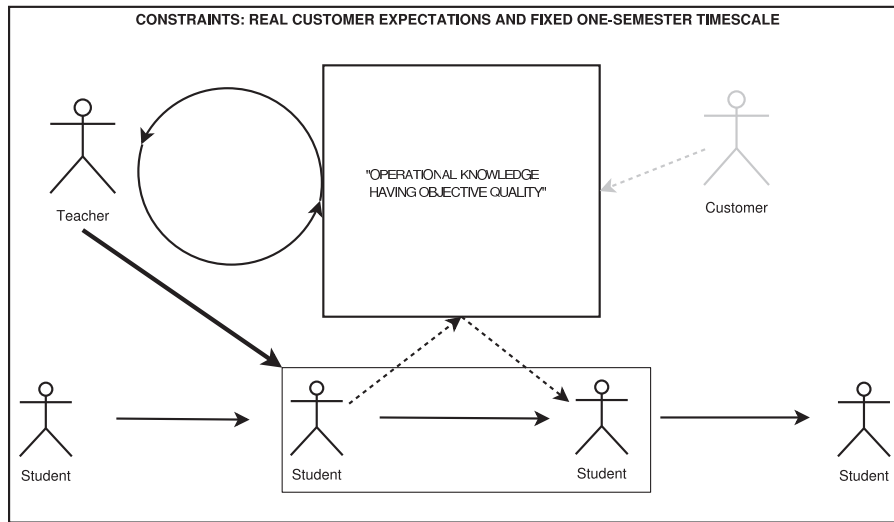 CONSTRAINTS: REAL CUSTOMER EXPECTATIONS AND FIXED ONE-SEMESTER TIMESCALE
"OPERATIONAL KNOWLEDGE
HAVING OBJECTIVE QUALITY"
Teacher
Customer
Student
Student
Student
Student